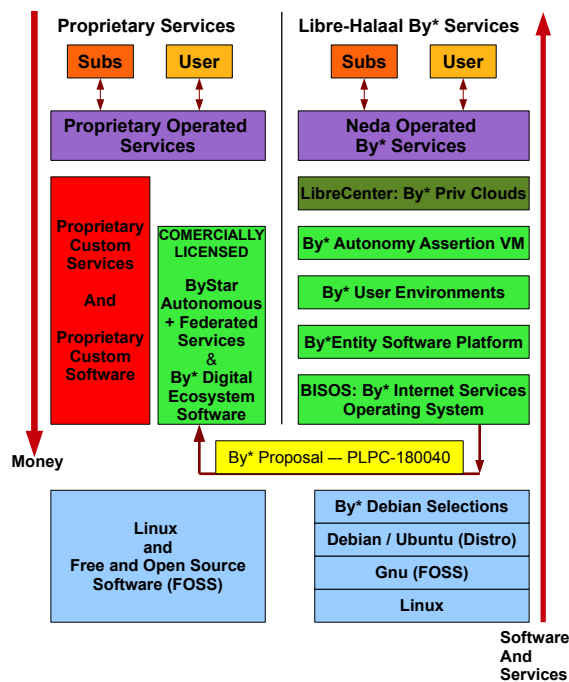 Proprietary Services
Subs
User
Proprietary Operated
Services
Proprietary
Custom
Services
And
Proprietary
Custom
Software
COMERCIALLY
LICENSED
ByStar
Autonomous
+ Federated
Services
&
By* Digital
Ecosystem
Software
Money
Libre-Halaal By* Services
Subs
User
Neda Operated
By* Services
LibreCenter: By* Priv Clouds
By* Autonomy Assertion VM
By* User Environments
By*Entity Software Platform
BISOS: By* Internet Services
Operating System
By* Proposal –- PLPC-180040
Linux
and
Free and Open Source
Software (FOSS)
By* Debian Selections
Debian / Ubuntu (Distro)
Gnu (FOSS)
Linux
Software
And
Services